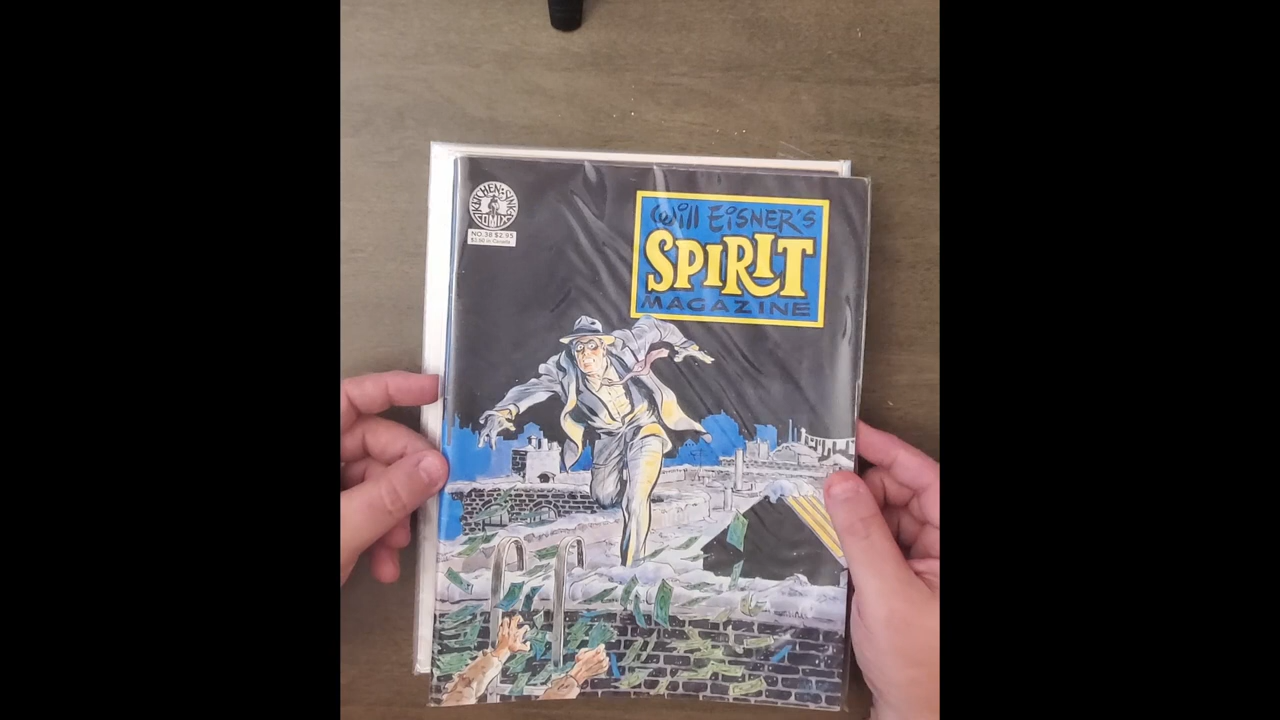 KITCHEN SINK
COMIX
NO.38 $2.95
$3.50 in Canada
Will EISNER'S
SPIRIT
MAGAZINE